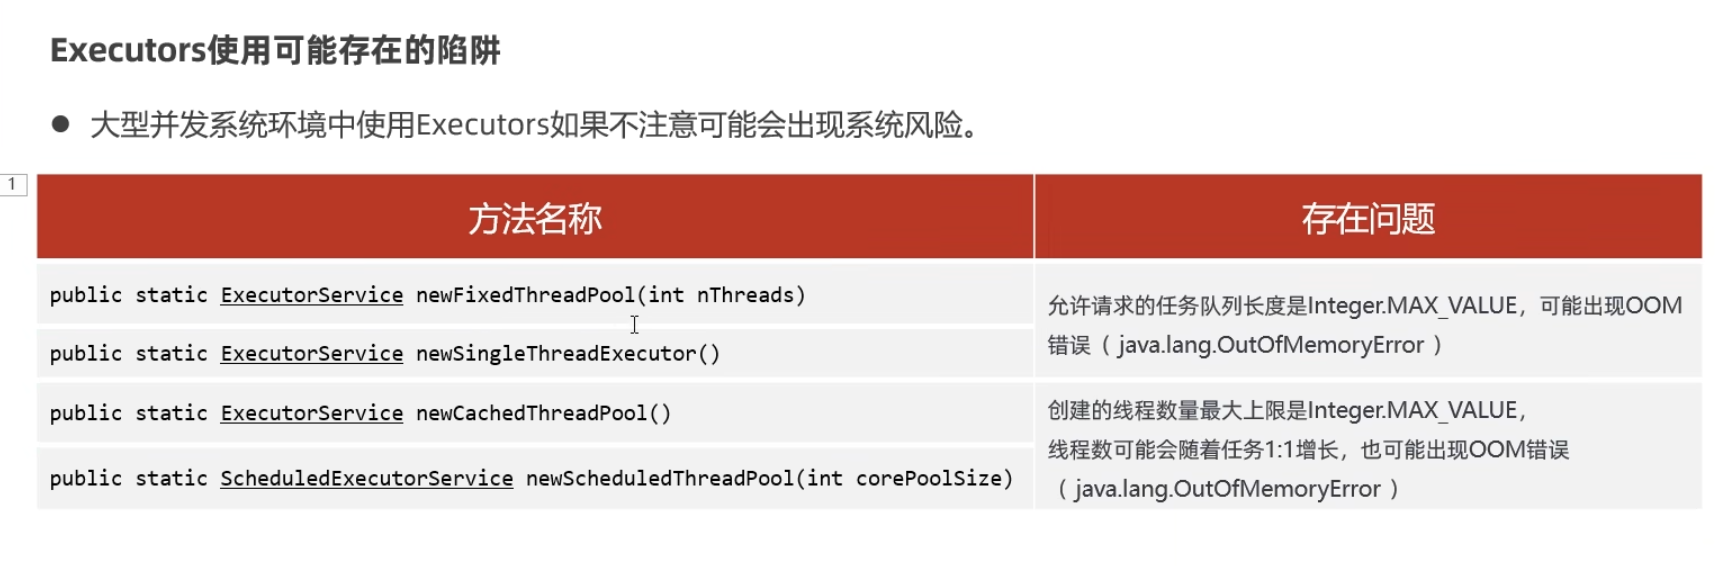 Executors使用可能存在的陷阱
● 大型并发系统环境中使用Executors如果不注意可能会出现系统风险。
1
方法名称
存在问题
public static ExecutorService newFixedThreadPool(int nThreads)
public static ExecutorService newSingleThreadExecutor()
允许请求的任务队列长度是Integer.MAX_VALUE，可能出现OOM
错误（ java.lang.OutOfMemoryError ）
public static ExecutorService newCachedThreadPool()
public static ScheduledExecutorService newScheduledThreadPool(int corePoolSize)
创建的线程数量最大上限是Integer.MAX_VALUE，
线程数可能会随着任务1:1增长，也可能出现OOM错误
（ java.lang.OutOfMemoryError ）